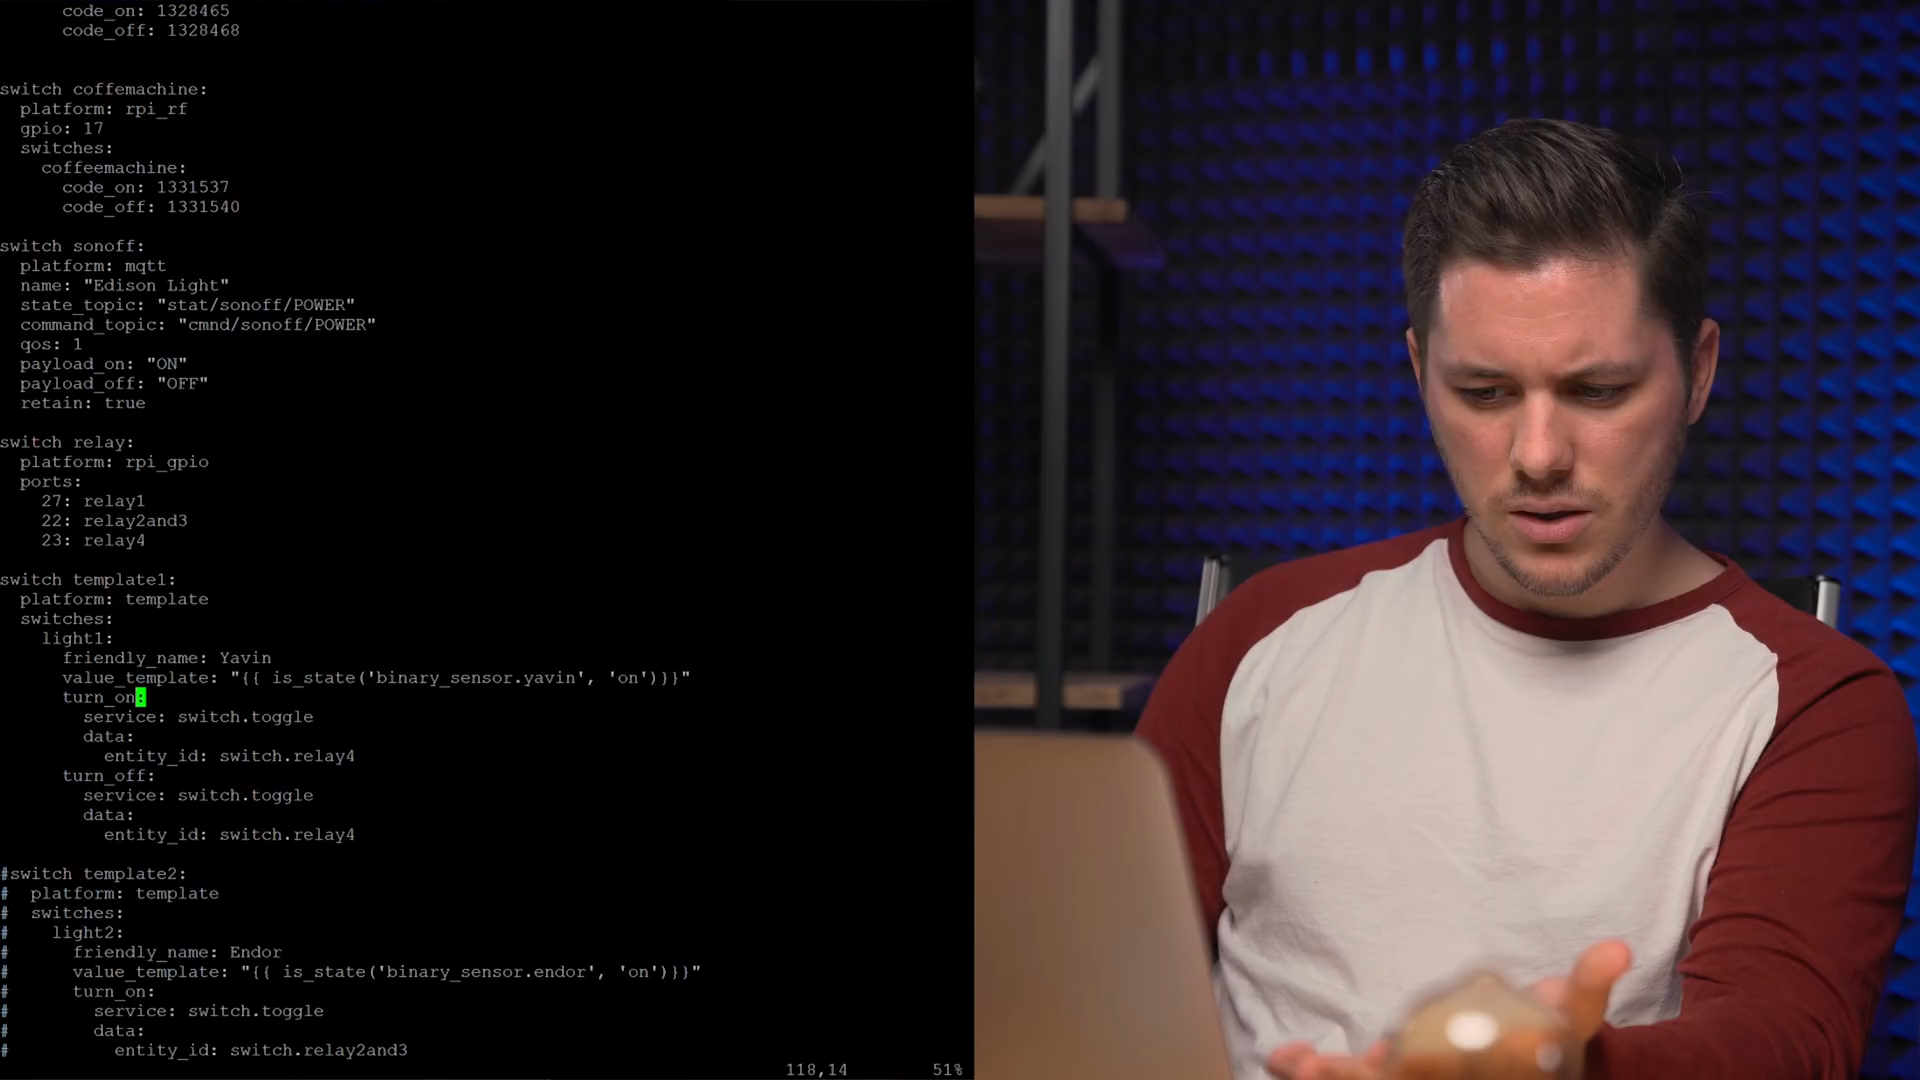 code_on: 1328465
code_off: 1328468
switch coffemachine:
platform: rpi_rf
gpio: 17
switches:
coffeemachine:
code_on: 1331537
code_off: 1331540
switch sonoff:
platform: mqtt
name: "Edison Light"
state_topic: "stat/sonoff/POWER"
command_topic: "cmnd/sonoff/POWER"
qos: 1
payload_on: "ON"
payload_off: "OFF"
retain: true
switch relay:
platform: rpi_gpio
ports:
27: relay1
22: relay2and3
23: relay4
switch template1:
platform: template
switches:
light1:
friendly_name: Yavin
value_template: "{{ is_state('binary_sensor.yavin', 'on')}}"
turn_on:
service: switch.toggle
data:
entity_id: switch.relay4
turn_off:
service: switch.toggle
data:
entity_id: switch.relay4
#switch template2:
#  platform: template
#  switches:
#    light2:
#      friendly_name: Endor
#      value_template: "{{ is_state('binary_sensor.endor', 'on')}}"
#      turn_on:
#        service: switch.toggle
#        data:
#          entity_id: switch.relay2and3
118,14 51%